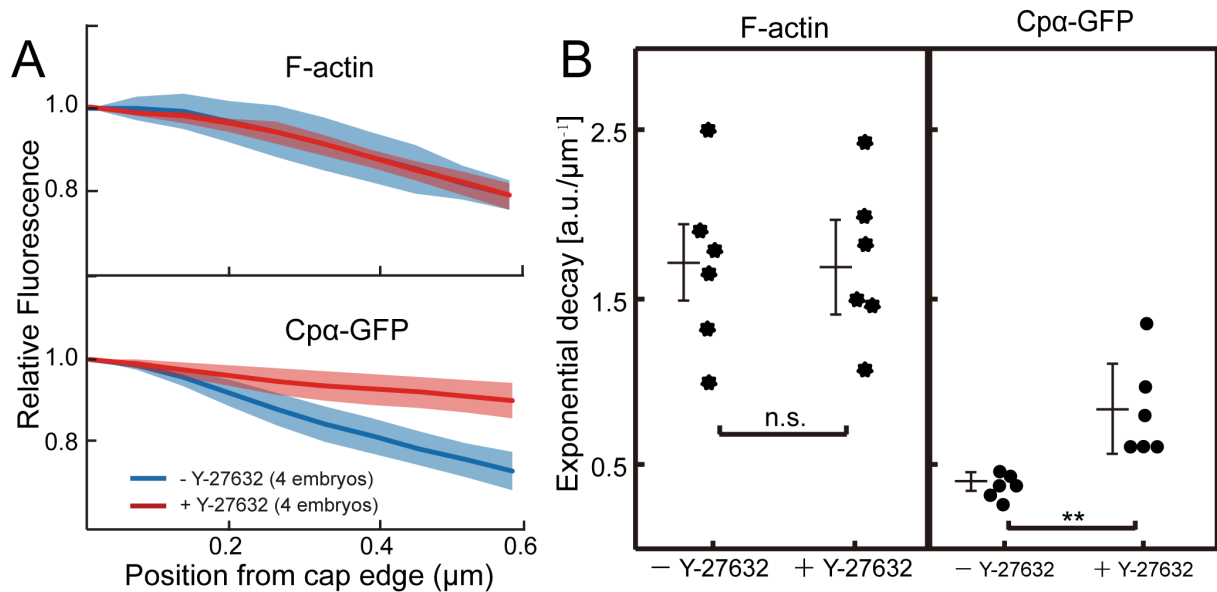 A
F-actin
1.0
0.8
Relative Fluorescence
Cpα-GFP
1.0
0.8
- Y-27632 (4 embryos)
+ Y-27632 (4 embryos)
0.2
0.4
0.6
Position from cap edge (μm)
B
F-actin
Cpα-GFP
Exponential decay [a.u./μm⁻¹]
2.5
1.5
0.5
n.s.
**
− Y-27632
+ Y-27632
− Y-27632
+ Y-27632